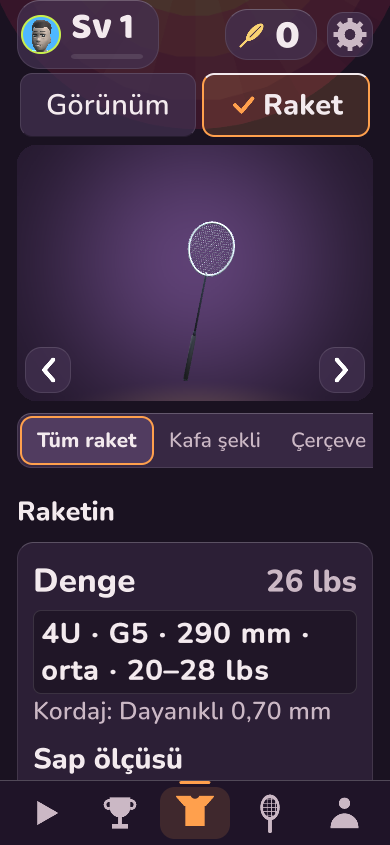 Sv 1
0
Görünüm
Raket
Tüm raket
Kafa şekli
Çerçeve
Raketin
Denge
26 lbs
4U · G5 · 290 mm ·
orta · 20–28 lbs
Kordaj: Dayanıklı 0,70 mm
Sap ölçüsü